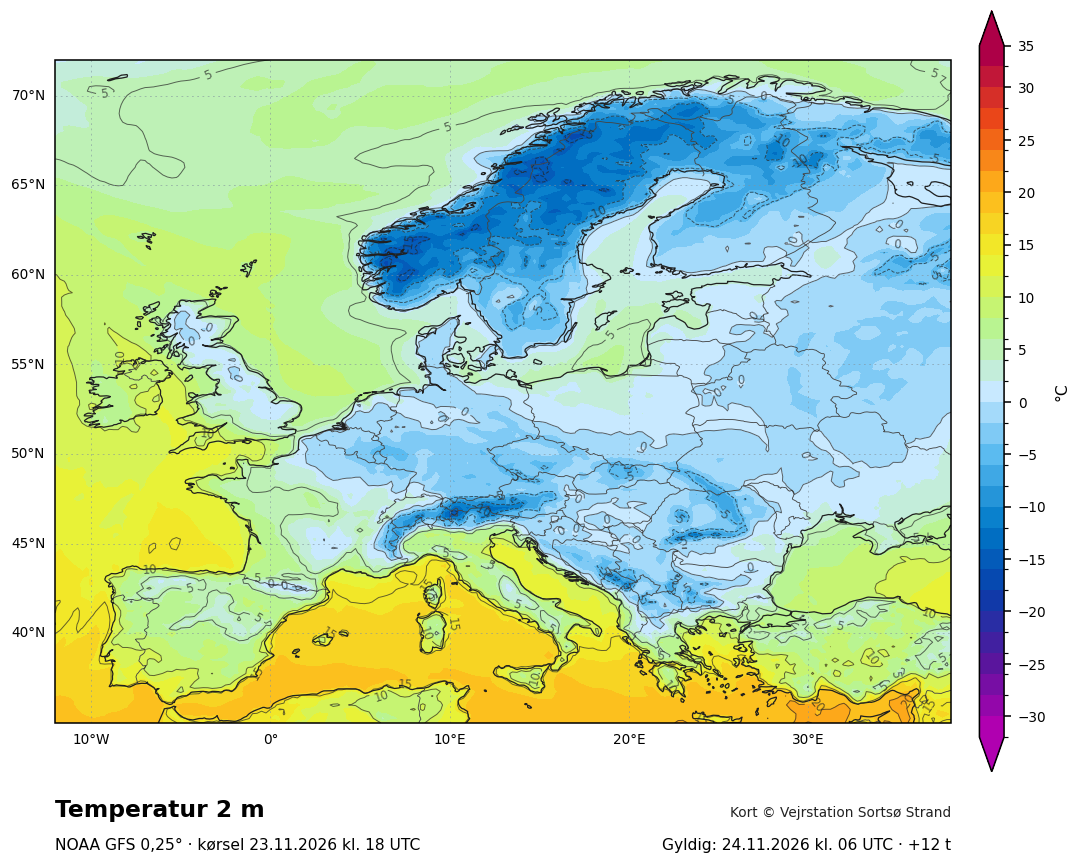 70°N
65°N
60°N
55°N
50°N
45°N
40°N
10°W
0°
10°E
20°E
30°E
35
30
25
20
15
10
5
0
−5
−10
−15
−20
−25
−30
°C
Temperatur 2 m
Kort © Vejrstation Sortsø Strand
NOAA GFS 0,25° · kørsel 23.11.2026 kl. 18 UTC
Gyldig: 24.11.2026 kl. 06 UTC · +12 t